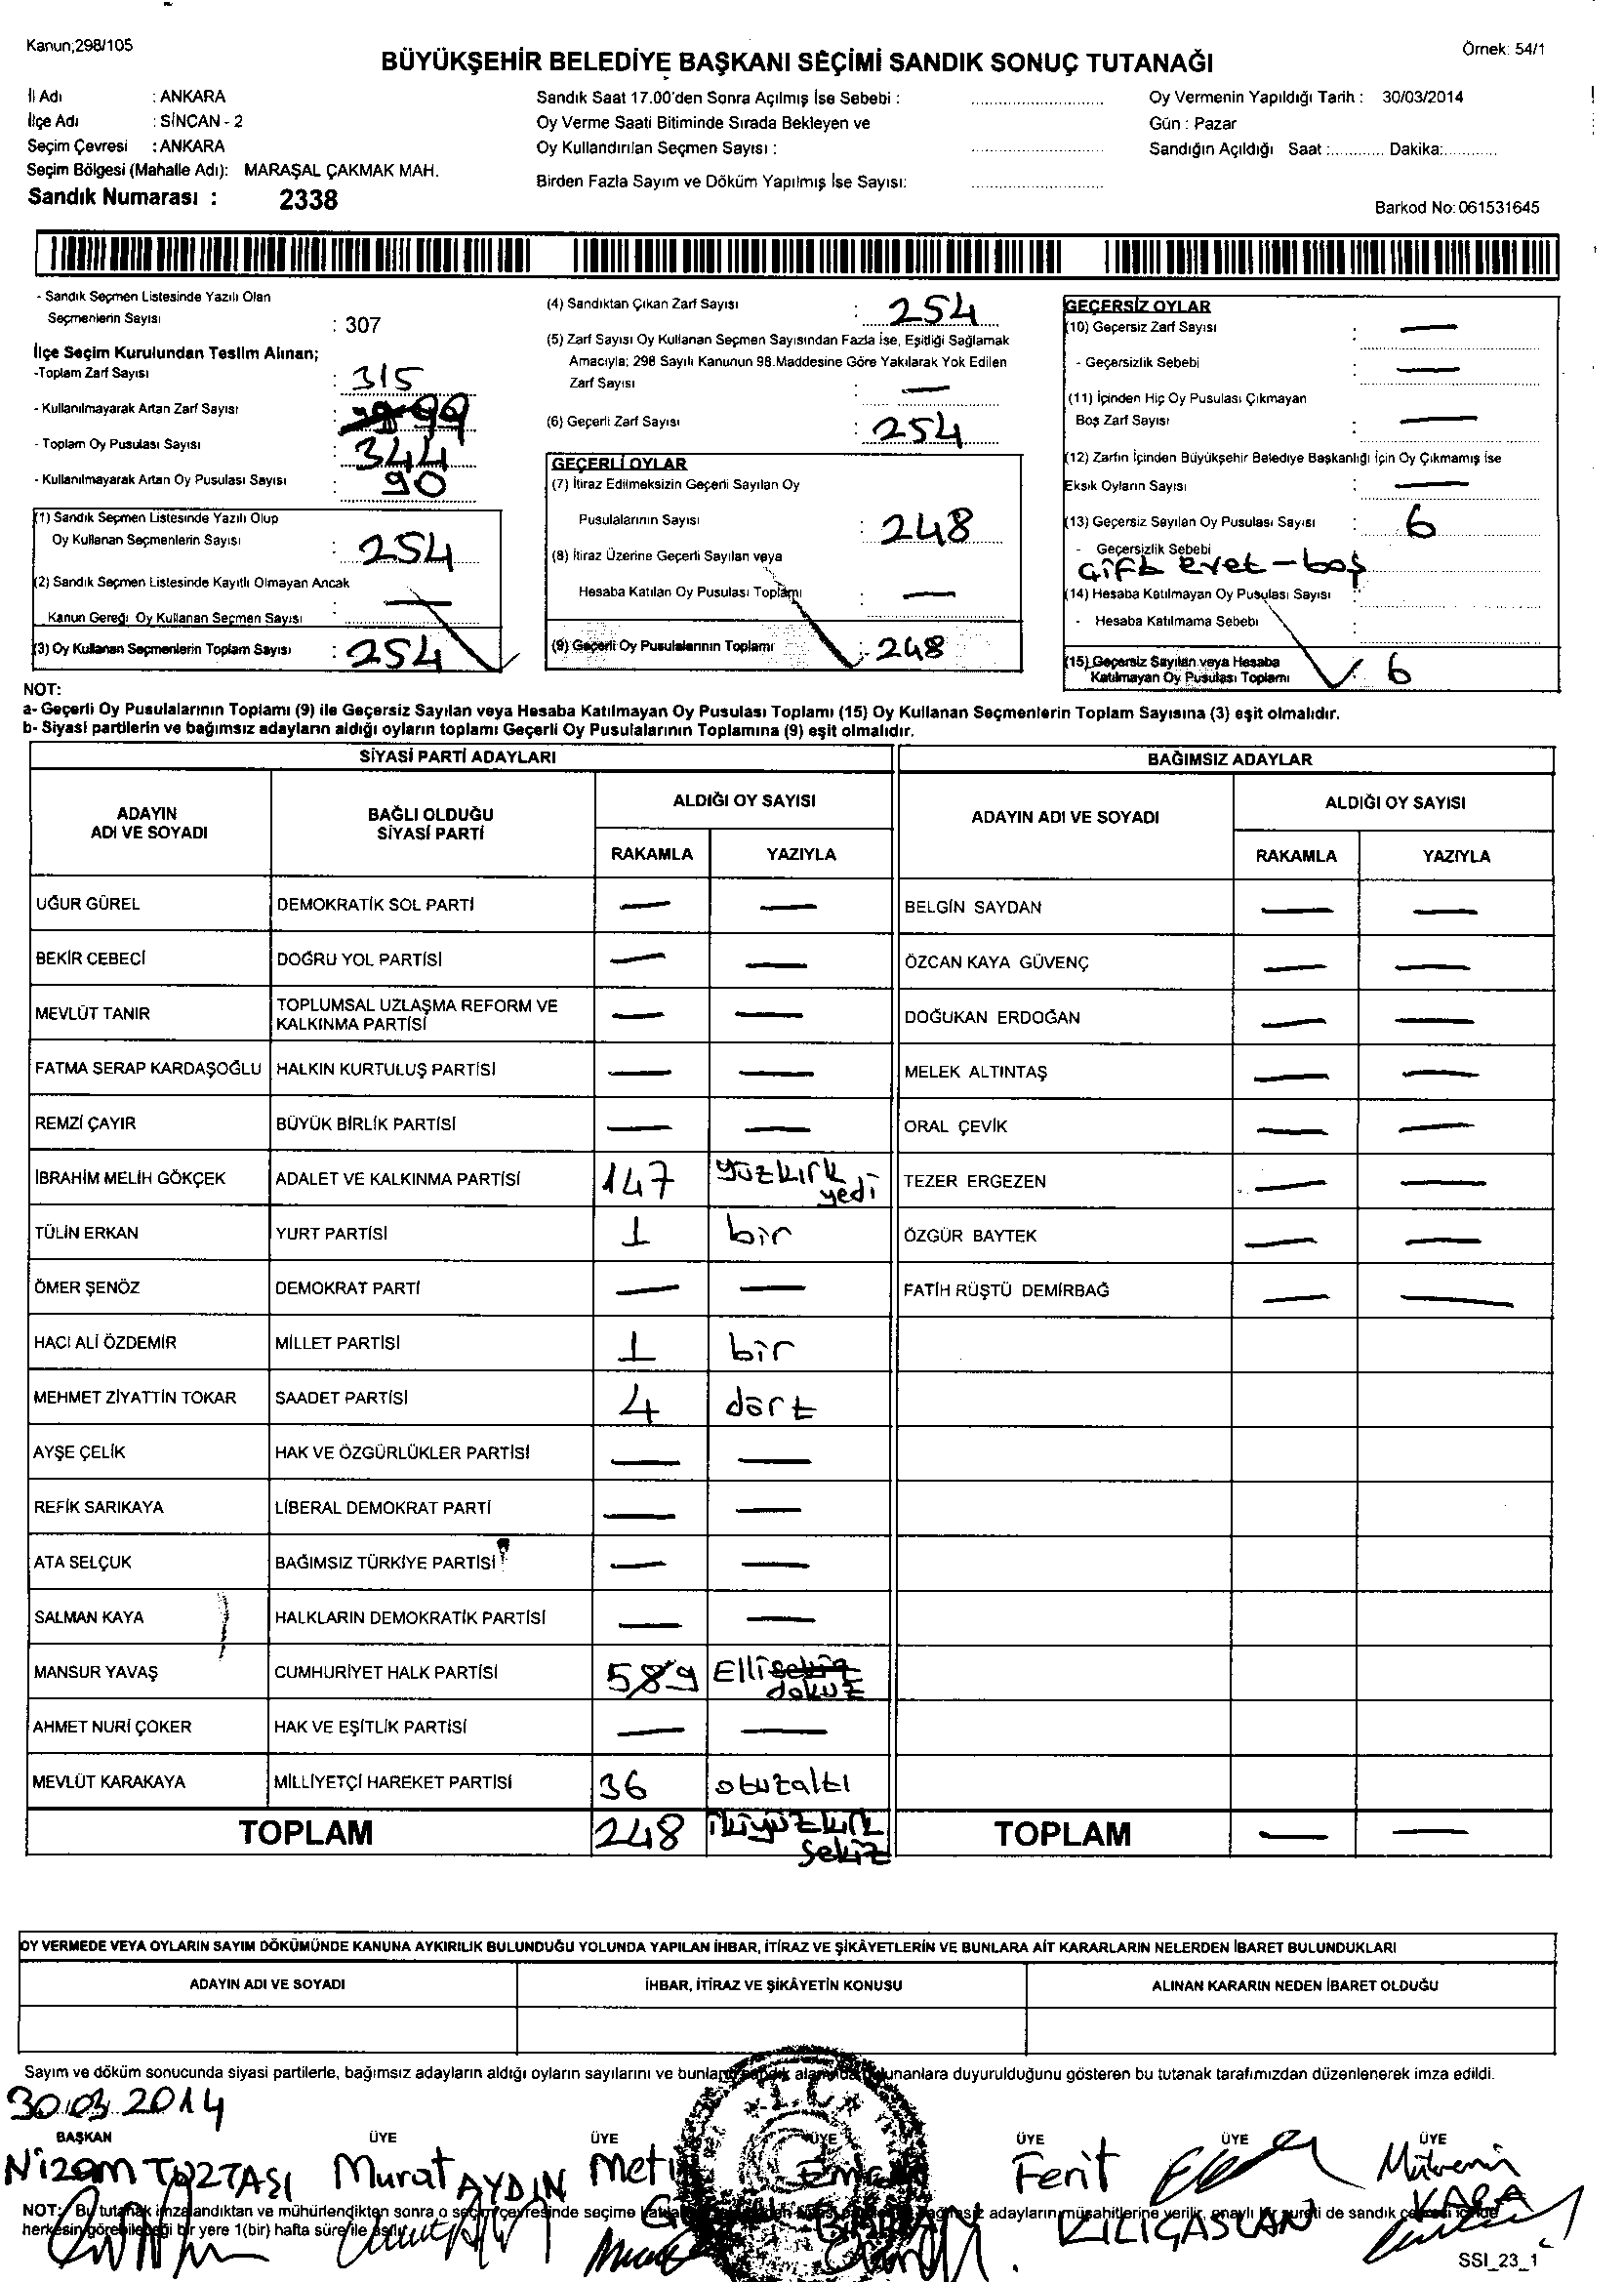 Kanun;298/105
Örnek: 54/1
BÜYÜKŞEHİR BELEDİYE BAŞKANI SEÇİMİ SANDIK SONUÇ TUTANAĞI
İl Adı : ANKARA
İlçe Adı : SİNCAN - 2
Seçim Çevresi : ANKARA
Seçim Bölgesi (Mahalle Adı): MARAŞAL ÇAKMAK MAH.
Sandık Numarası : 2338
Sandık Saat 17.00'den Sonra Açılmış İse Sebebi :
Oy Verme Saati Bitiminde Sırada Bekleyen ve
Oy Kullandırılan Seçmen Sayısı :
Birden Fazla Sayım ve Döküm Yapılmış İse Sayısı:
Oy Vermenin Yapıldığı Tarih : 30/03/2014
Gün : Pazar
Sandığın Açıldığı Saat :............ Dakika:............
Barkod No: 061531645
- Sandık Seçmen Listesinde Yazılı Olan
Seçmenlerin Sayısı : 307
İlçe Seçim Kurulundan Teslim Alınan;
-Toplam Zarf Sayısı : 315
- Kullanılmayarak Artan Zarf Sayısı : 99
- Toplam Oy Pusulası Sayısı : 344
- Kullanılmayarak Artan Oy Pusulası Sayısı : 90
(1) Sandık Seçmen Listesinde Yazılı Olup
Oy Kullanan Seçmenlerin Sayısı : 254
(2) Sandık Seçmen Listesinde Kayıtlı Olmayan Ancak
Kanun Gereği Oy Kullanan Seçmen Sayısı : —
(3) Oy Kullanan Seçmenlerin Toplam Sayısı : 254
(4) Sandıktan Çıkan Zarf Sayısı : 254
(5) Zarf Sayısı Oy Kullanan Seçmen Sayısından Fazla İse, Eşitliği Sağlamak
Amacıyla; 298 Sayılı Kanunun 98.Maddesine Göre Yakılarak Yok Edilen
Zarf Sayısı : —
(6) Geçerli Zarf Sayısı : 254
GEÇERLİ OYLAR
(7) İtiraz Edilmeksizin Geçerli Sayılan Oy
Pusulalarının Sayısı : 248
(8) İtiraz Üzerine Geçerli Sayılan veya
Hesaba Katılan Oy Pusulası Toplamı : —
(9) Geçerli Oy Pusulalarının Toplamı : 248
GEÇERSİZ OYLAR
(10) Geçersiz Zarf Sayısı : —
- Geçersizlik Sebebi : —
(11) İçinden Hiç Oy Pusulası Çıkmayan
Boş Zarf Sayısı : —
(12) Zarfın İçinden Büyükşehir Belediye Başkanlığı İçin Oy Çıkmamış İse
Eksik Oyların Sayısı : —
(13) Geçersiz Sayılan Oy Pusulası Sayısı : 6
- Geçersizlik Sebebi
çift evet - boş
(14) Hesaba Katılmayan Oy Pusulası Sayısı :
- Hesaba Katılmama Sebebi :
(15) Geçersiz Sayılan veya Hesaba
Katılmayan Oy Pusulası Toplamı : 6
NOT:
a- Geçerli Oy Pusulalarının Toplamı (9) ile Geçersiz Sayılan veya Hesaba Katılmayan Oy Pusulası Toplamı (15) Oy Kullanan Seçmenlerin Toplam Sayısına (3) eşit olmalıdır.
b- Siyasi partilerin ve bağımsız adayların aldığı oyların toplamı Geçerli Oy Pusulalarının Toplamına (9) eşit olmalıdır.
SİYASİ PARTİ ADAYLARI
ADAYIN ADI VE SOYADI
BAĞLI OLDUĞU SİYASİ PARTİ
ALDIĞI OY SAYISI
RAKAMLA YAZIYLA
UĞUR GÜREL DEMOKRATİK SOL PARTİ — —
BEKİR CEBECİ DOĞRU YOL PARTİSİ — —
MEVLÜT TANIR TOPLUMSAL UZLAŞMA REFORM VE KALKINMA PARTİSİ — —
FATMA SERAP KARDAŞOĞLU HALKIN KURTULUŞ PARTİSİ — —
REMZİ ÇAYIR BÜYÜK BİRLİK PARTİSİ — —
İBRAHİM MELİH GÖKÇEK ADALET VE KALKINMA PARTİSİ 147 yüzkırk yedi
TÜLİN ERKAN YURT PARTİSİ 1 bir
ÖMER ŞENÖZ DEMOKRAT PARTİ — —
HACI ALİ ÖZDEMİR MİLLET PARTİSİ 1 bir
MEHMET ZİYATTİN TOKAR SAADET PARTİSİ 4 dört
AYŞE ÇELİK HAK VE ÖZGÜRLÜKLER PARTİSİ — —
REFİK SARIKAYA LİBERAL DEMOKRAT PARTİ — —
ATA SELÇUK BAĞIMSIZ TÜRKİYE PARTİSİ — —
SALMAN KAYA HALKLARIN DEMOKRATİK PARTİSİ — —
MANSUR YAVAŞ CUMHURİYET HALK PARTİSİ 589 Ellisekiz dokuz
AHMET NURİ ÇOKER HAK VE EŞİTLİK PARTİSİ — —
MEVLÜT KARAKAYA MİLLİYETÇİ HAREKET PARTİSİ 36 otuzaltı
TOPLAM 248 ikiyüzkırk sekiz
BAĞIMSIZ ADAYLAR
ADAYIN ADI VE SOYADI
ALDIĞI OY SAYISI
RAKAMLA YAZIYLA
BELGİN SAYDAN — —
ÖZCAN KAYA GÜVENÇ — —
DOĞUKAN ERDOĞAN — —
MELEK ALTINTAŞ — —
ORAL ÇEVİK — —
TEZER ERGEZEN — —
ÖZGÜR BAYTEK — —
FATİH RÜŞTÜ DEMİRBAĞ — —
TOPLAM — —
OY VERMEDE VEYA OYLARIN SAYIM DÖKÜMÜNDE KANUNA AYKIRILIK BULUNDUĞU YOLUNDA YAPILAN İHBAR, İTİRAZ VE ŞİKÂYETLERİN VE BUNLARA AİT KARARLARIN NELERDEN İBARET BULUNDUKLARI
ADAYIN ADI VE SOYADI
İHBAR, İTİRAZ VE ŞİKÂYETİN KONUSU
ALINAN KARARIN NEDEN İBARET OLDUĞU
Sayım ve döküm sonucunda siyasi partilerle, bağımsız adayların aldığı oyların sayılarını ve duyurulduğunu gösteren bu tutanak tarafımızdan düzenlenerek imza edildi.
30.03.2014
BAŞKAN ÜYE ÜYE ÜYE ÜYE ÜYE ÜYE
Nizam TOZTAŞI Murat AYDIN Ferit KILIÇASLAN KARA
T.C.
NOT: Bu tutanak imzalandıktan ve mühürlendikten sonra o seçim çevresinde seçime adayların müşahitlerine verilir, onaylı bir sureti de sandık
herkesin görebileceği bir yere 1(bir) hafta süre ile asılır.
SSI_23_1